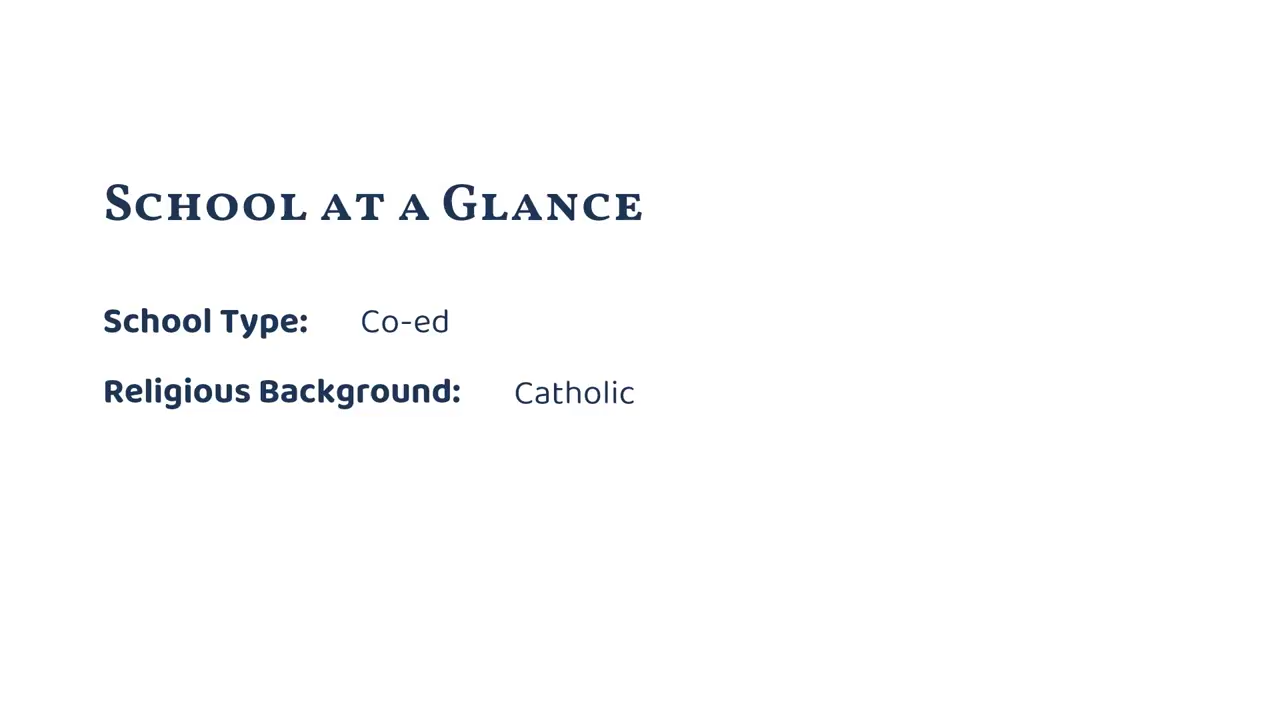 School at a Glance
School Type: Co-ed
Religious Background: Catholic